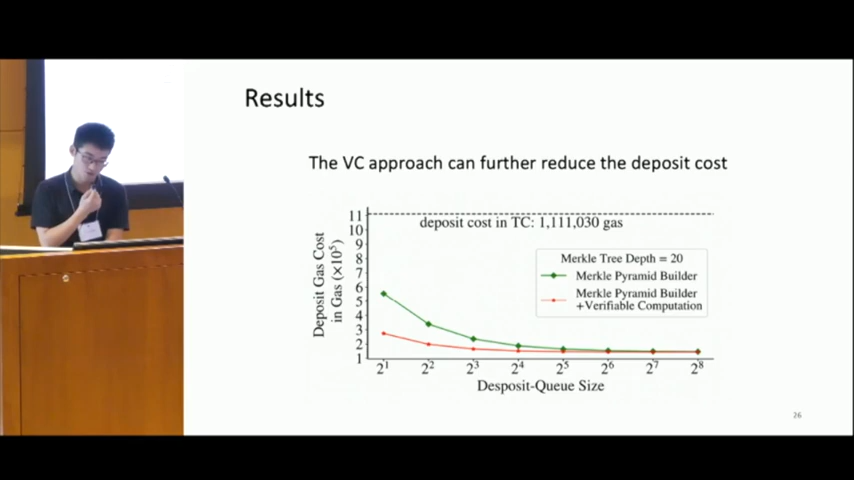 Results
The VC approach can further reduce the deposit cost
deposit cost in TC: 1,111,030 gas
Deposit Gas Cost
in Gas (×10⁵)
11
10
9
8
7
6
5
4
3
2
1
Merkle Tree Depth = 20
Merkle Pyramid Builder
Merkle Pyramid Builder
+Verifiable Computation
2¹ 2² 2³ 2⁴ 2⁵ 2⁶ 2⁷ 2⁸
Desposit-Queue Size
26